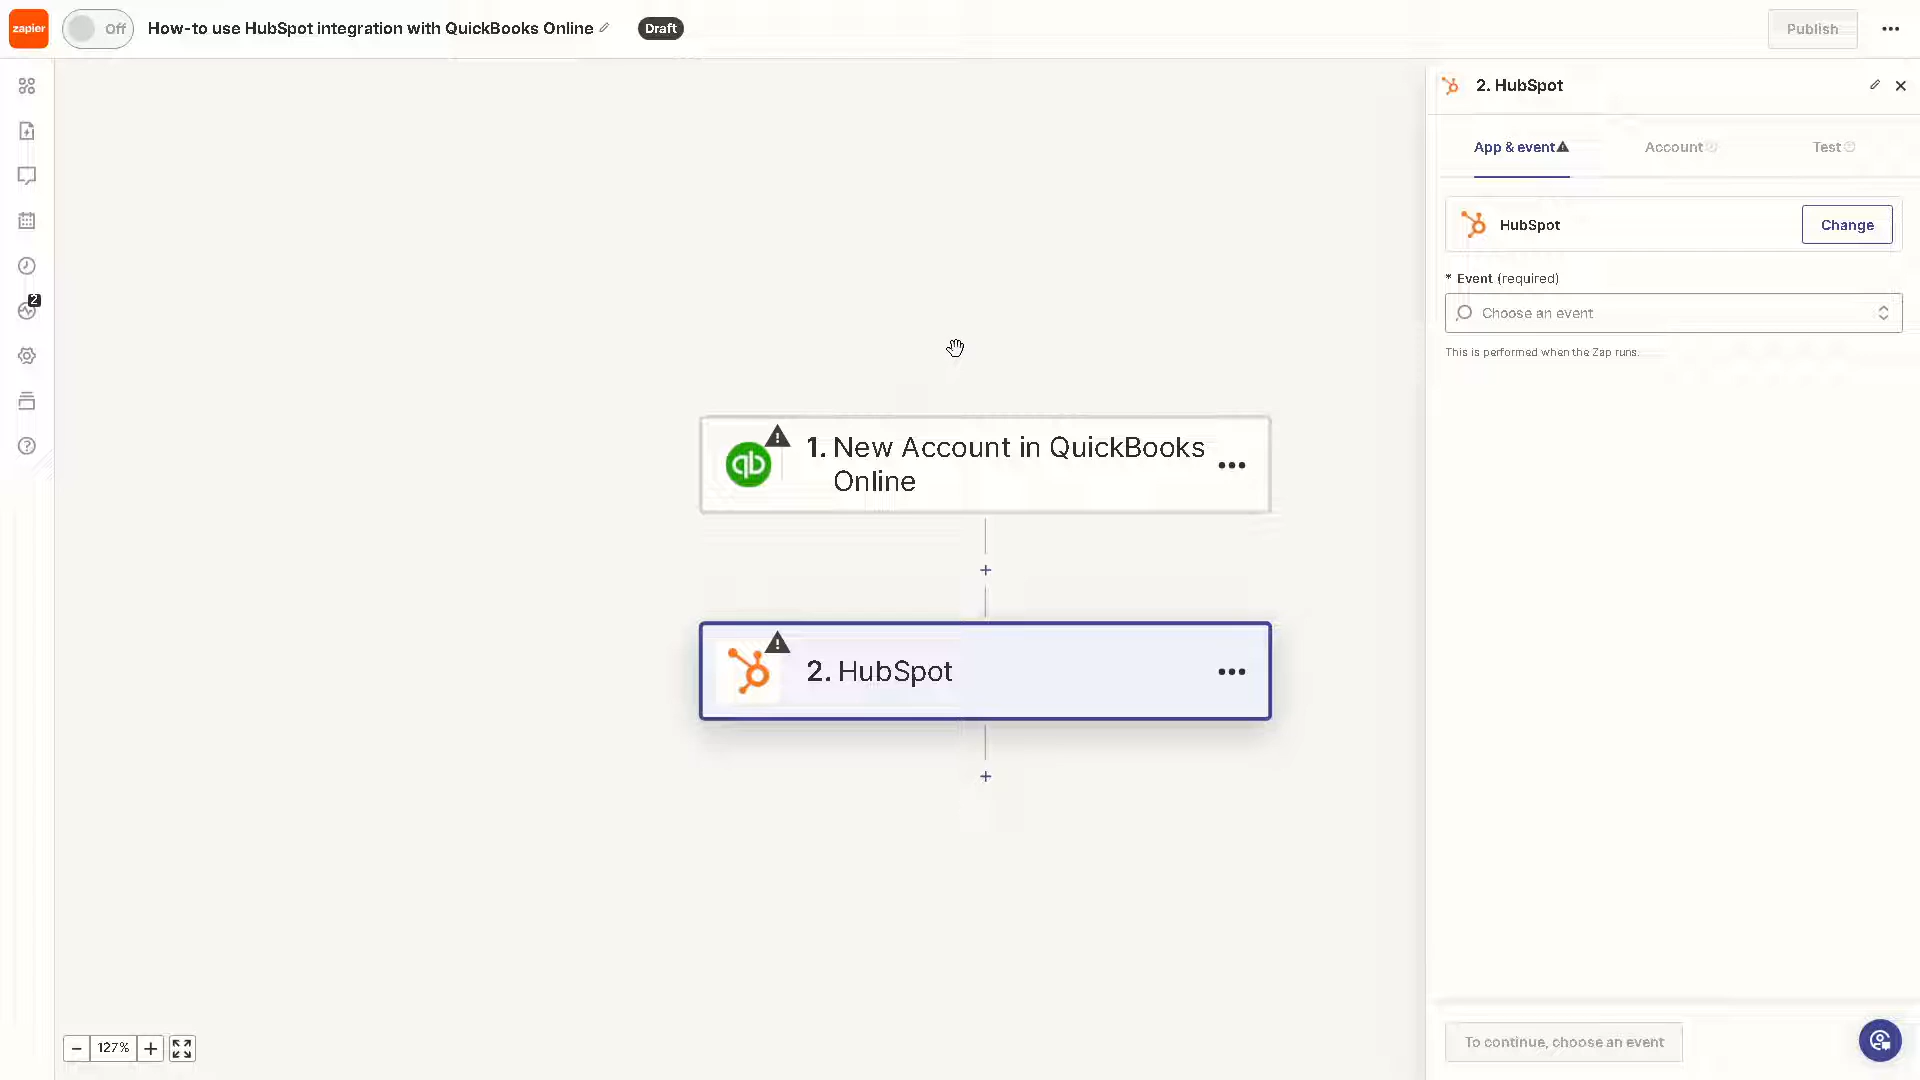 zapier
Off
How-to use HubSpot integration with QuickBooks Online
Draft
Publish
2. HubSpot
App & event
Account
Test
HubSpot
Change
* Event (required)
Choose an event
This is performed when the Zap runs.
2
1. New Account in QuickBooks
Online
2. HubSpot
127%
To continue, choose an event